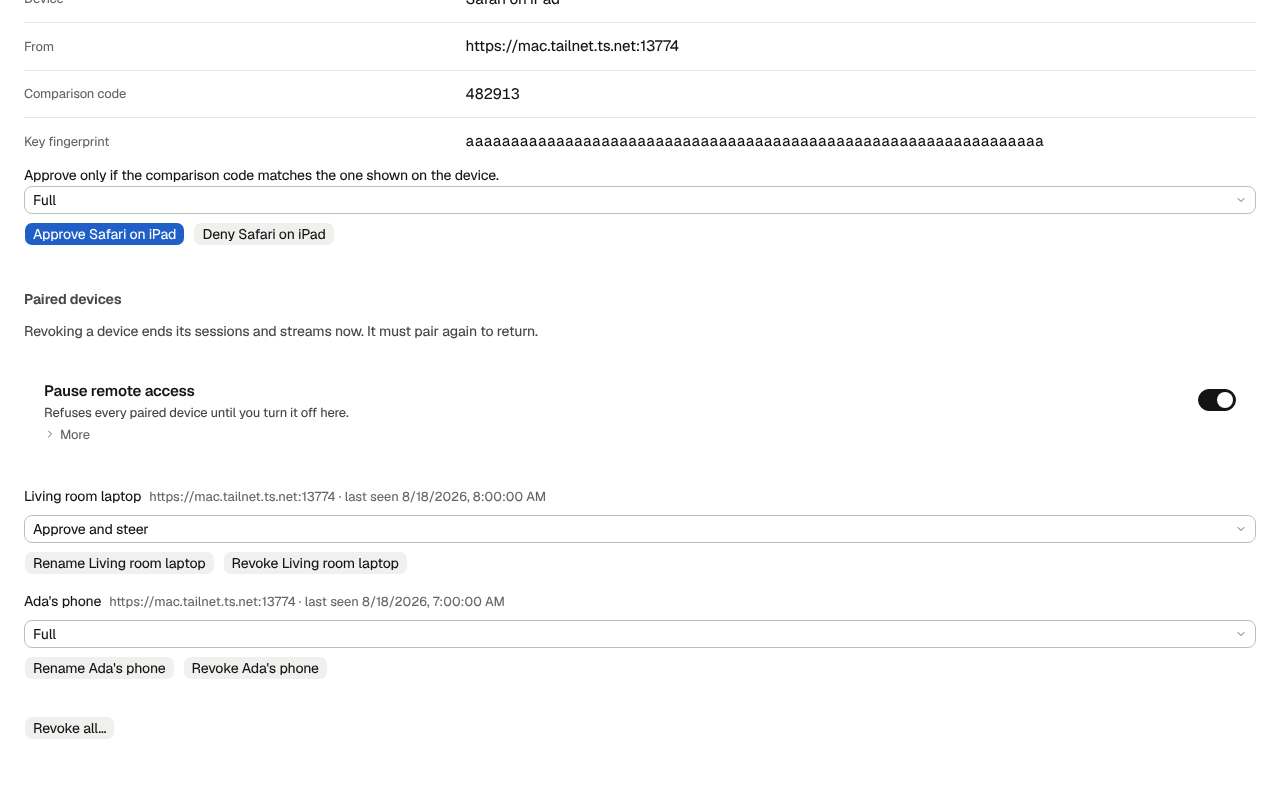 Device Safari on iPad
From https://mac.tailnet.ts.net:13774
Comparison code 482913
Key fingerprint aaaaaaaaaaaaaaaaaaaaaaaaaaaaaaaaaaaaaaaaaaaaaaaaaaaaaaaaaaaaaaaa
Approve only if the comparison code matches the one shown on the device.
Full
Approve Safari on iPad Deny Safari on iPad
Paired devices
Revoking a device ends its sessions and streams now. It must pair again to return.
Pause remote access
Refuses every paired device until you turn it off here.
More
Living room laptop https://mac.tailnet.ts.net:13774 · last seen 8/18/2026, 8:00:00 AM
Approve and steer
Rename Living room laptop Revoke Living room laptop
Ada's phone https://mac.tailnet.ts.net:13774 · last seen 8/18/2026, 7:00:00 AM
Full
Rename Ada's phone Revoke Ada's phone
Revoke all…